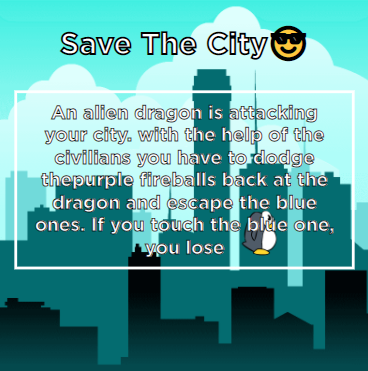 Save The City😎
An alien dragon is attacking
your city. with the help of the
civilians you have to dodge
thepurple fireballs back at the
dragon and escape the blue
ones. If you touch the blue one,
you lose